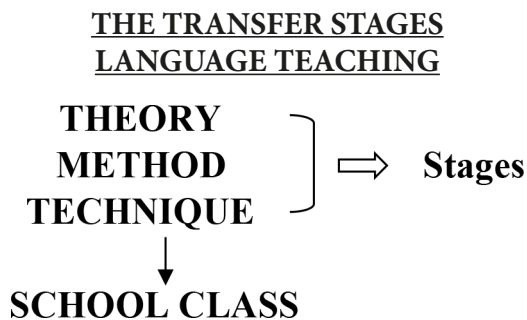 THE TRANSFER STAGES
LANGUAGE TEACHING
THEORY
METHOD
TECHNIQUE
Stages
SCHOOL CLASS